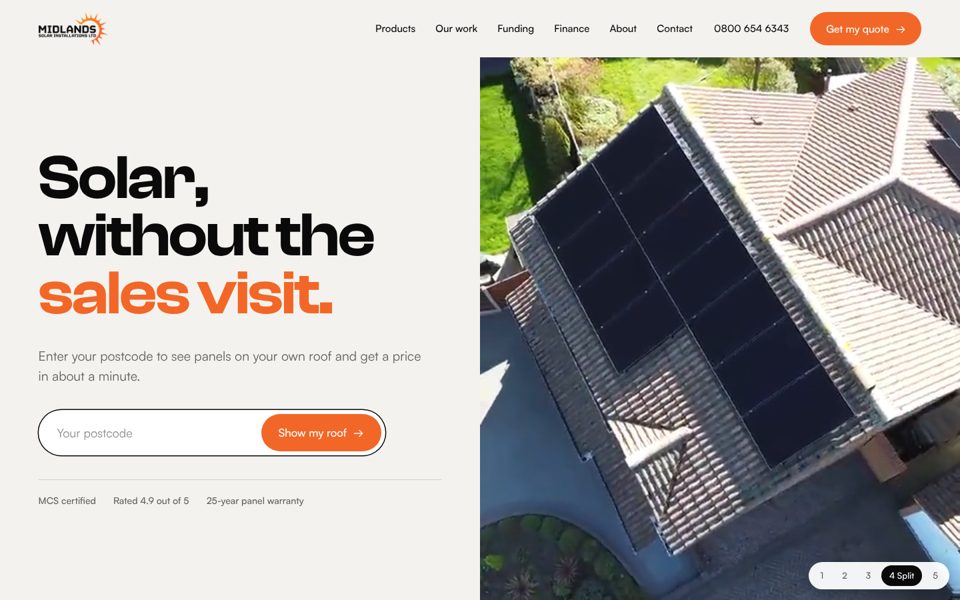 MIDLANDS
SOLAR INSTALLATIONS LTD
Products
Our work
Funding
Finance
About
Contact
0800 654 6343
Get my quote →
Solar,
without the
sales visit.
Enter your postcode to see panels on your own roof and get a price
in about a minute.
Your postcode
Show my roof →
MCS certified
Rated 4.9 out of 5
25-year panel warranty
1
2
3
4 Split
5